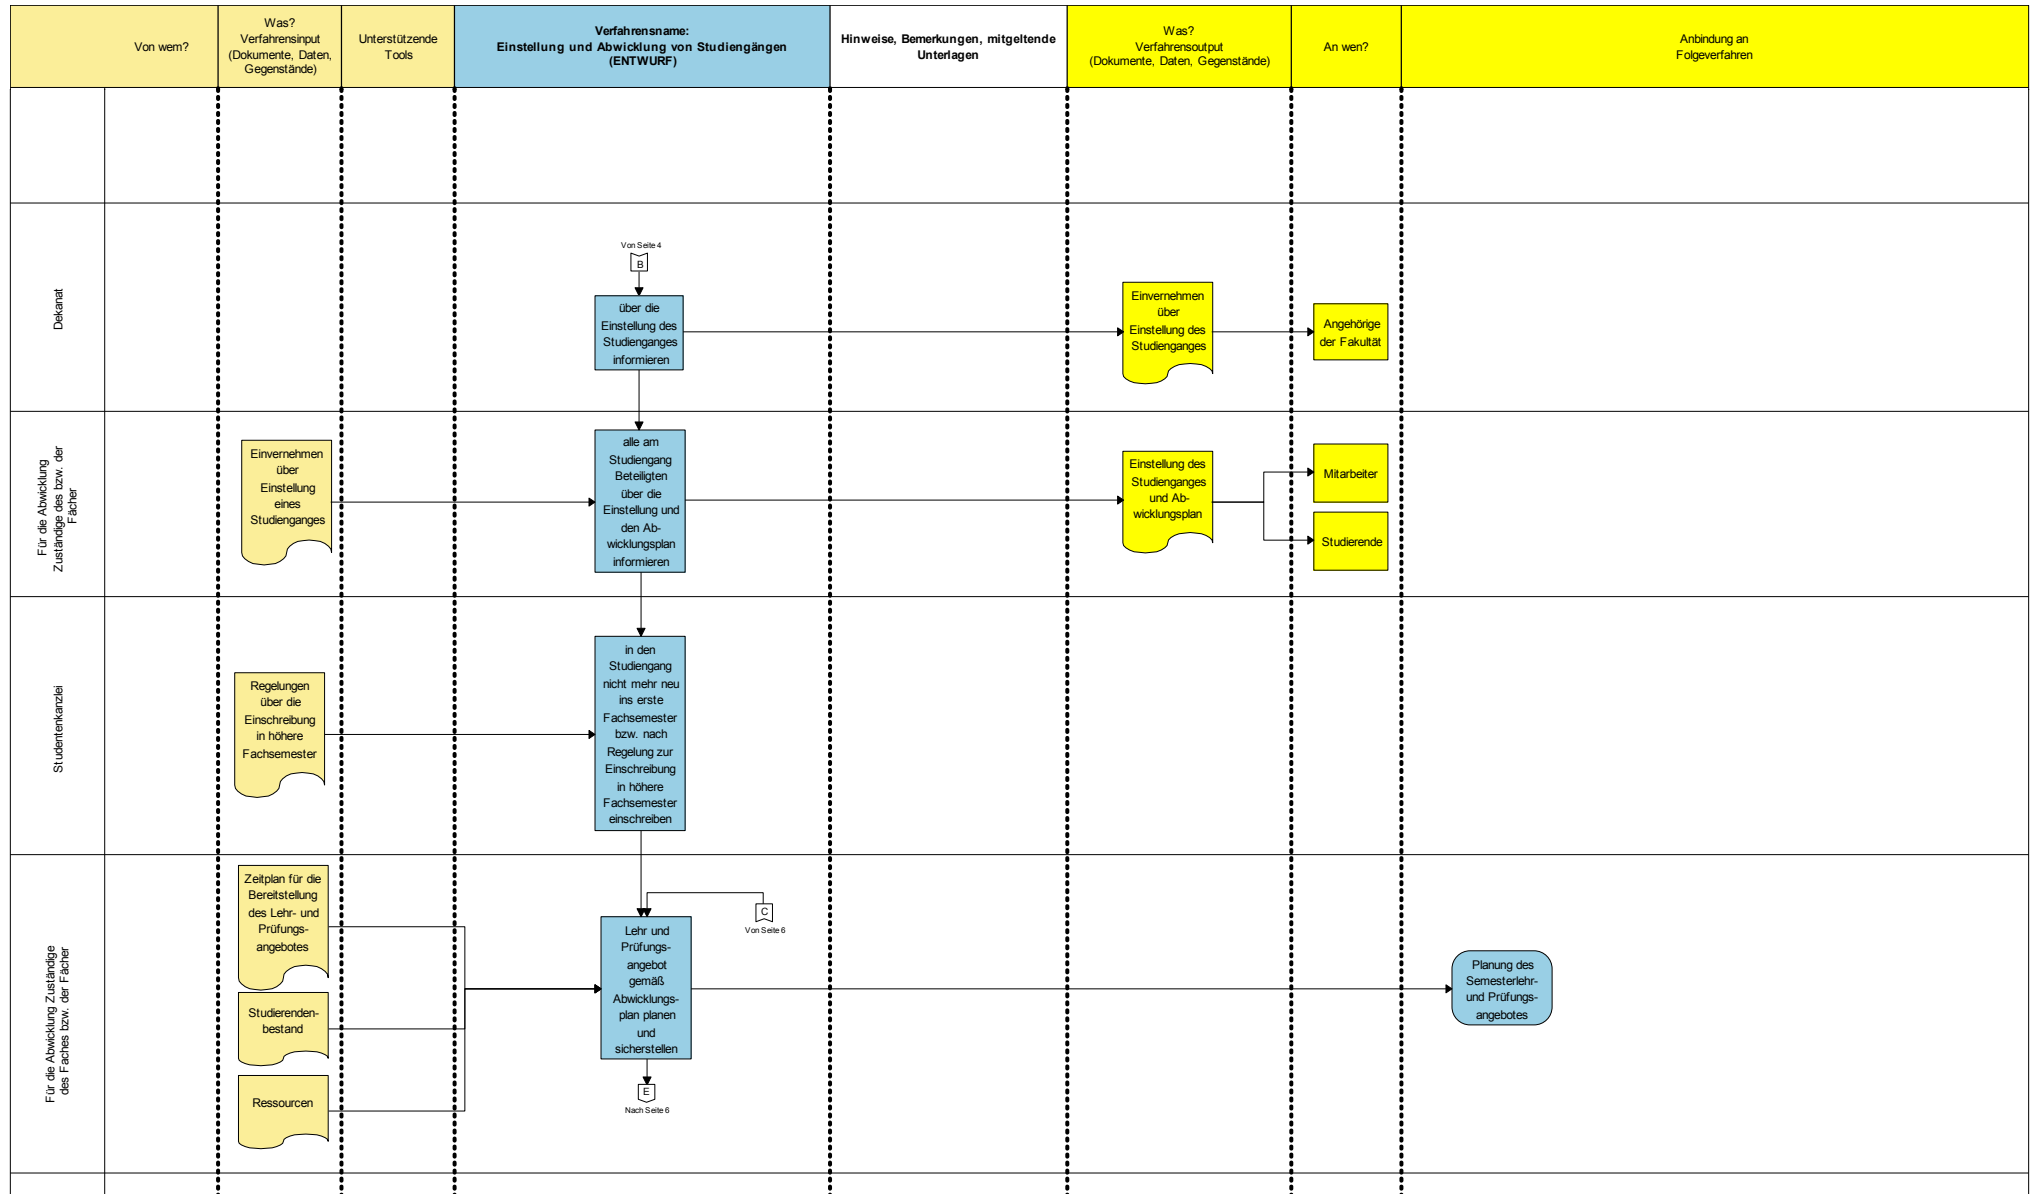 Von wem?
Was?
Verfahrensinput
(Dokumente, Daten,
Gegenstände)
Unterstützende
Tools
Verfahrensname:
Einstellung und Abwicklung von Studiengängen
(ENTWURF)
Hinweise, Bemerkungen, mitgeltende
Unterlagen
Was?
Verfahrensoutput
(Dokumente, Daten, Gegenstände)
An wen?
Anbindung an
Folgeverfahren
Dekanat
Von Seite 4
B
über die
Einstellung des
Studienganges
informieren
Einvernehmen
über
Einstellung des
Studienganges
Angehörige
der Fakultät
Für die Abwicklung
Zuständige des bzw. der
Fächer
Einvernehmen
über
Einstellung
eines
Studienganges
alle am
Studiengang
Beteiligten
über die
Einstellung und
den Ab-
wicklungsplan
informieren
Einstellung des
Studienganges
und Ab-
wicklungsplan
Mitarbeiter
Studierende
Studentenkanzlei
Regelungen
über die
Einschreibung
in höhere
Fachsemester
in den
Studiengang
nicht mehr neu
ins erste
Fachsemester
bzw. nach
Regelung zur
Einschreibung
in höhere
Fachsemester
einschreiben
Für die Abwicklung Zuständige
des Faches bzw. der Fächer
Zeitplan für die
Bereitstellung
des Lehr- und
Prüfungs-
angebotes
Studierenden-
bestand
Ressourcen
C
Von Seite 6
Lehr und
Prüfungs-
angebot
gemäß
Abwicklungs-
plan planen
und
sicherstellen
E
Nach Seite 6
Planung des
Semesterlehr-
und Prüfungs-
angebotes